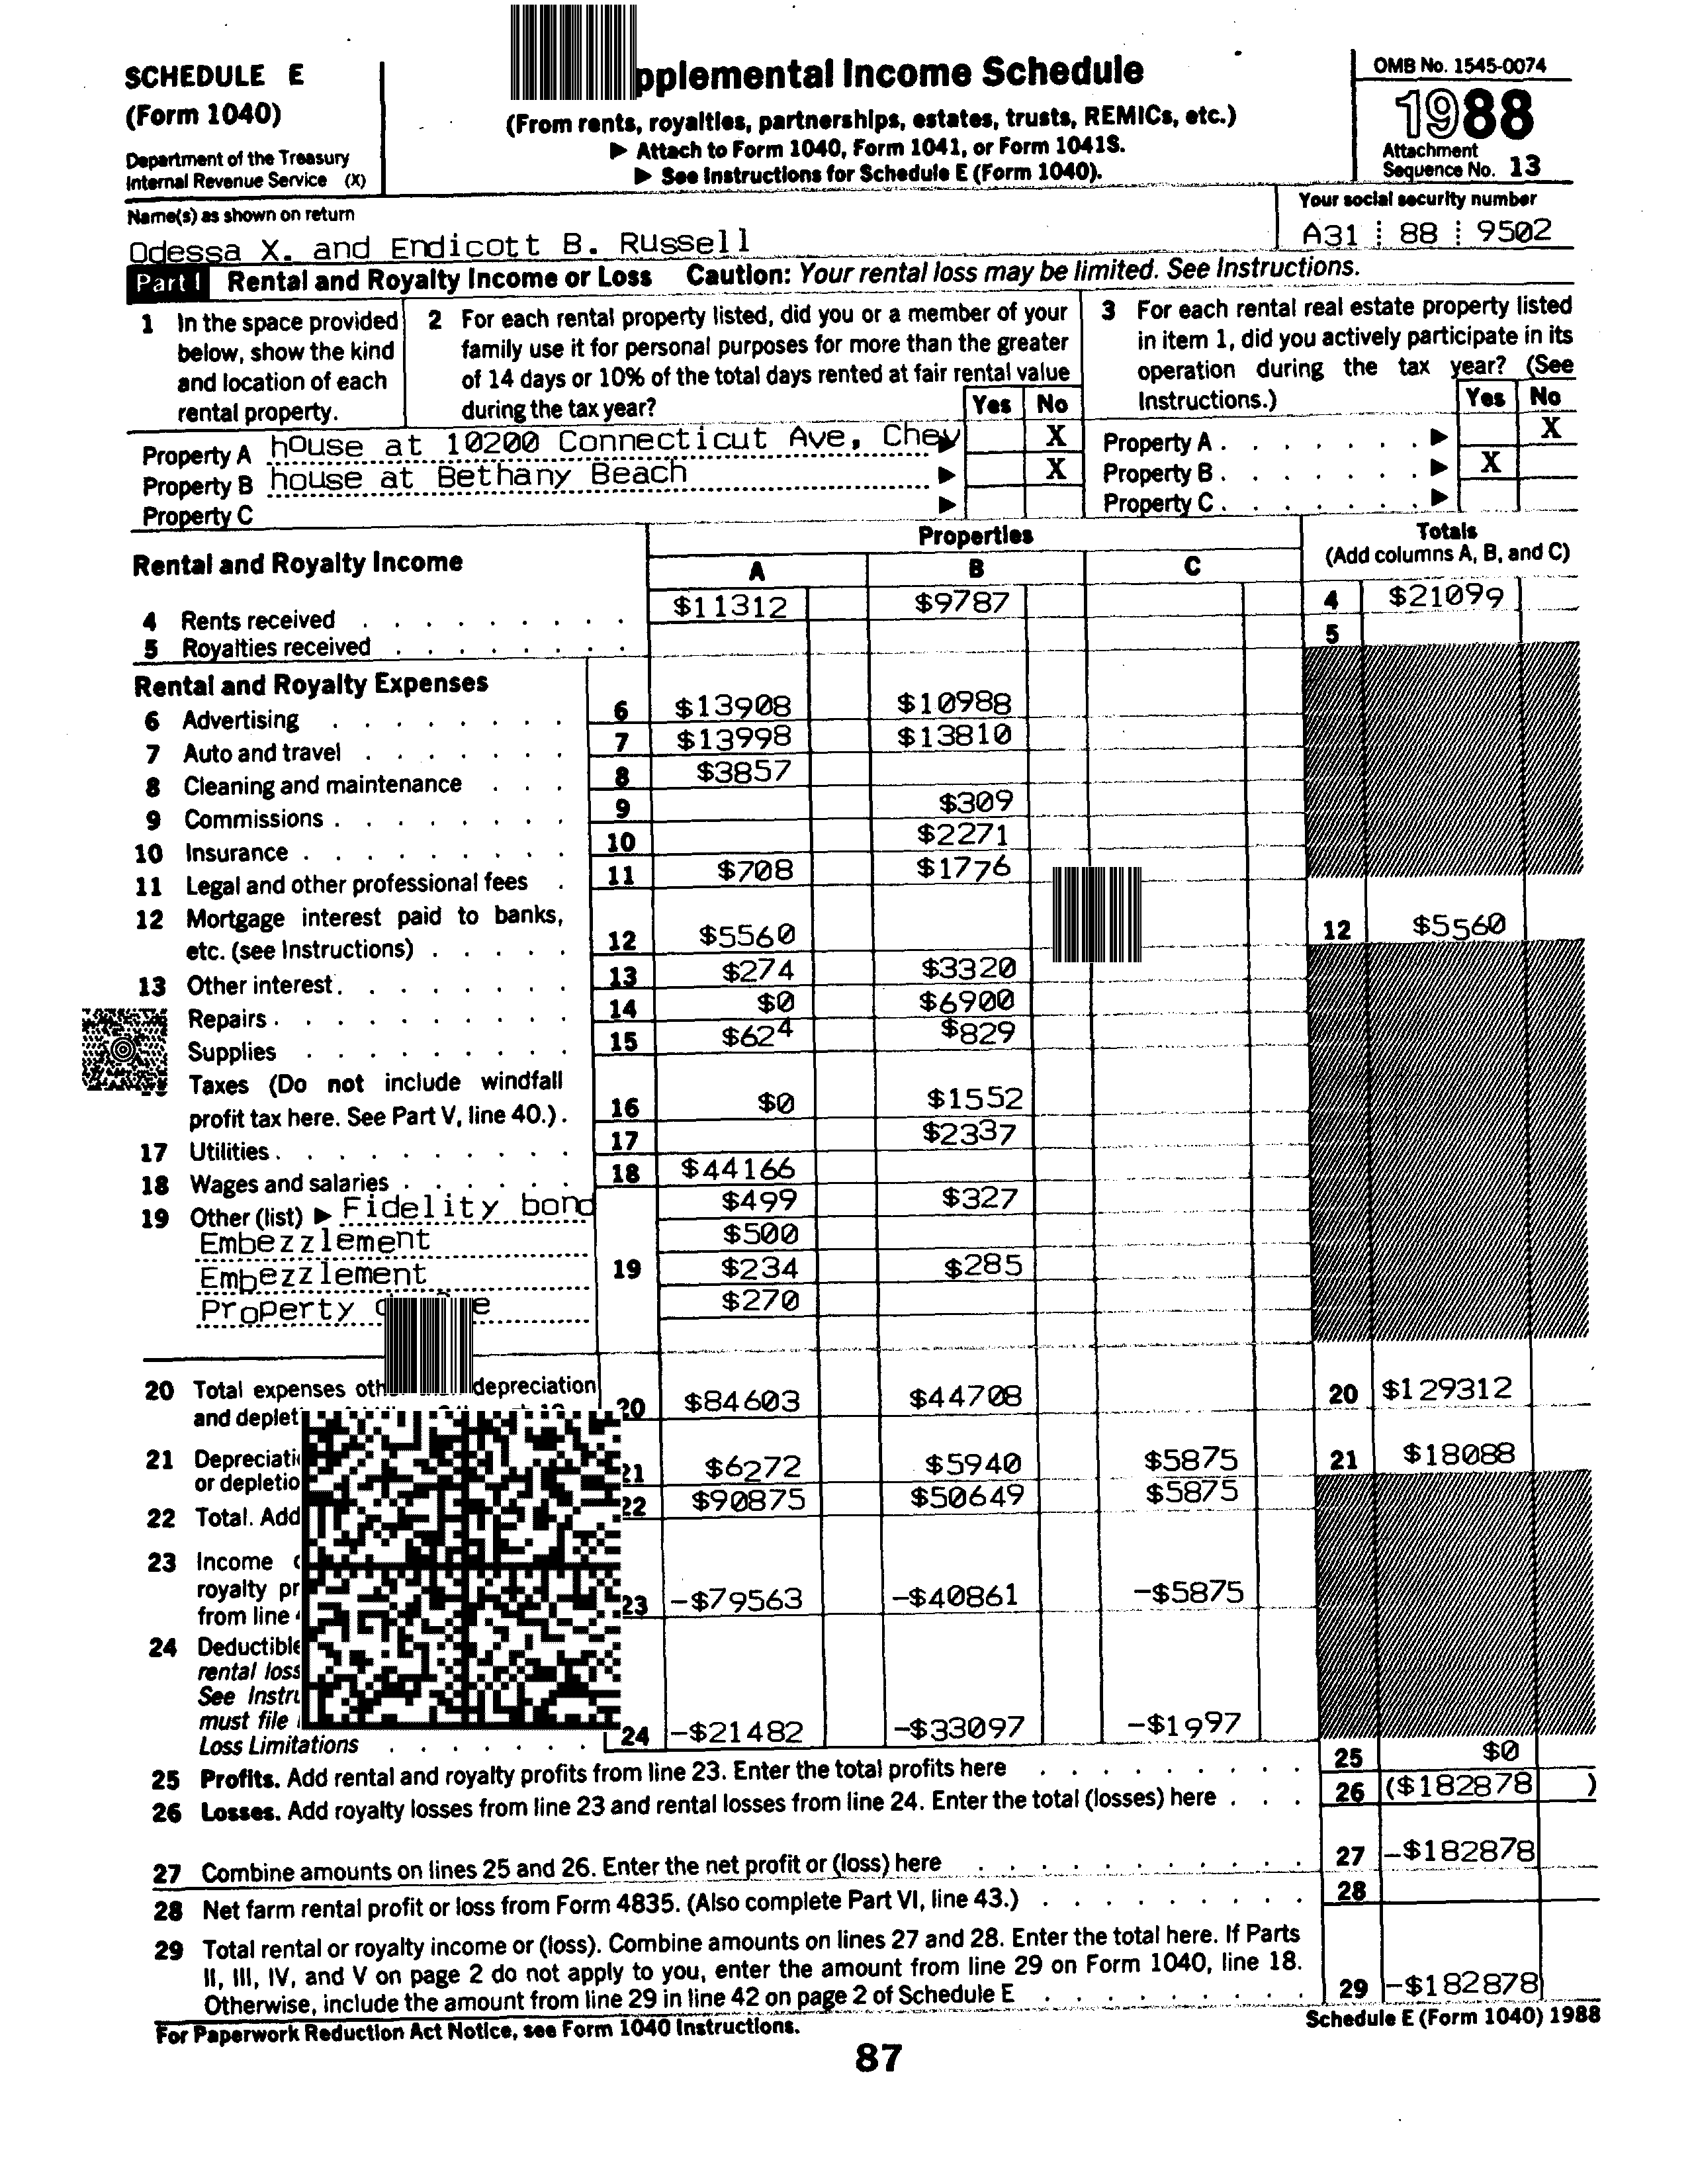 SCHEDULE E
(Form 1040)
Department of the Treasury
Internal Revenue Service (X)
pplemental Income Schedule
(From rents, royalties, partnerships, estates, trusts, REMICs, etc.)
▶ Attach to Form 1040, Form 1041, or Form 1041S.
▶ See Instructions for Schedule E (Form 1040).
OMB No. 1545-0074
1988
Attachment
Sequence No. 13
Name(s) as shown on return
Odessa X. and Endicott B. Russell
Your social security number
A31 88 9502
Part I Rental and Royalty Income or Loss Caution: Your rental loss may be limited. See Instructions.
1 In the space provided
below, show the kind
and location of each
rental property.
2 For each rental property listed, did you or a member of your
family use it for personal purposes for more than the greater
of 14 days or 10% of the total days rented at fair rental value
during the tax year?
Yes No
3 For each rental real estate property listed
in item 1, did you actively participate in its
operation during the tax year? (See
Instructions.)
Yes No
Property A house at 10200 Connecticut Ave, Chev ▶ X Property A ▶ X
Property B house at Bethany Beach ▶ X Property B ▶ X
Property C ▶ Property C ▶
Rental and Royalty Income
Properties
A B C
Totals
(Add columns A, B, and C)
4 Rents received $11312 $9787 4 $21099
5 Royalties received 5
Rental and Royalty Expenses
6 Advertising 6 $13908 $10988
7 Auto and travel 7 $13998 $13810
8 Cleaning and maintenance 8 $3857
9 Commissions 9 $309
10 Insurance 10 $2271
11 Legal and other professional fees 11 $708 $1776
12 Mortgage interest paid to banks,
etc. (see Instructions) 12 $5560 12 $5560
13 Other interest 13 $274 $3320
Repairs 14 $0 $6900
Supplies 15 $624 $829
Taxes (Do not include windfall
profit tax here. See Part V, line 40.) 16 $0 $1552
17 Utilities 17 $2337
18 Wages and salaries 18 $44166
19 Other (list) ▶ Fidelity bond $499 $327
Embezzlement $500
Embezzlement 19 $234 $285
Property $270
20 Total expenses depreciation
and deplet 20 $84603 $44708 20 $129312
21 Depreciati
or depletio 21 $6272 $5940 $5875 21 $18088
22 Total. Add 22 $90875 $50649 $5875
23 Income
royalty pr
from line 23 -$79563 -$40861 -$5875
24 Deductible
rental loss
See Instru
must file
Loss Limitations 24 -$21482 -$33097 -$1997
25 Profits. Add rental and royalty profits from line 23. Enter the total profits here 25 $0
26 Losses. Add royalty losses from line 23 and rental losses from line 24. Enter the total (losses) here 26 ($182878 )
27 Combine amounts on lines 25 and 26. Enter the net profit or (loss) here 27 -$182878
28 Net farm rental profit or loss from Form 4835. (Also complete Part VI, line 43.) 28
29 Total rental or royalty income or (loss). Combine amounts on lines 27 and 28. Enter the total here. If Parts
II, III, IV, and V on page 2 do not apply to you, enter the amount from line 29 on Form 1040, line 18.
Otherwise, include the amount from line 29 in line 42 on page 2 of Schedule E 29 -$182878
For Paperwork Reduction Act Notice, see Form 1040 Instructions.
Schedule E (Form 1040) 1988
87